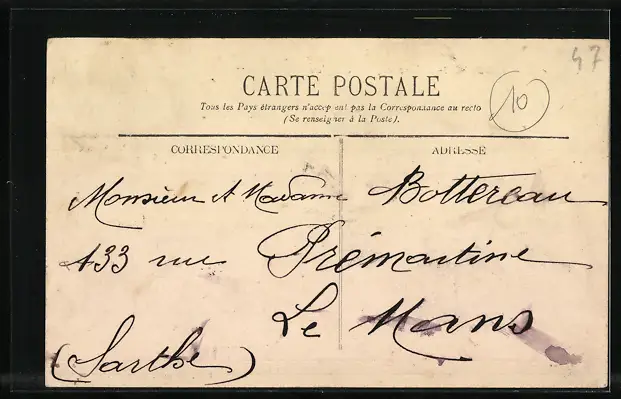 47
CARTE POSTALE
10
Tous les Pays étrangers n'acceptent pas la Correspondance au recto
(Se renseigner à la Poste).
CORRESPONDANCE
ADRESSE
Monsieur et Madame Bottereau
133 rue Prémartine
Le Mans
(Sarthe)